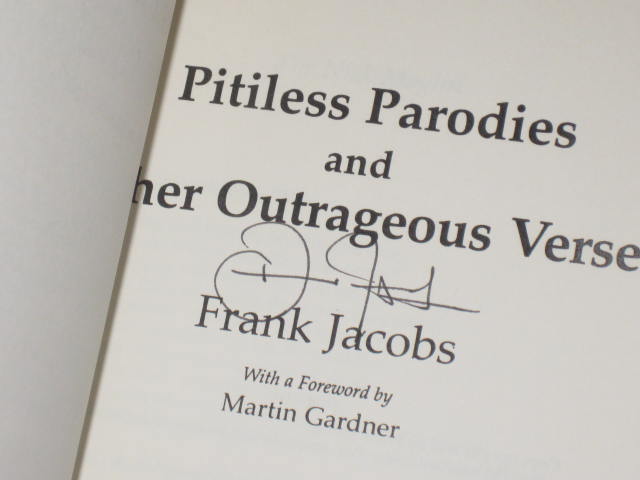 Pitiless Parodies
and
her Outrageous Verse
Frank Jacobs
With a Foreword by
Martin Gardner